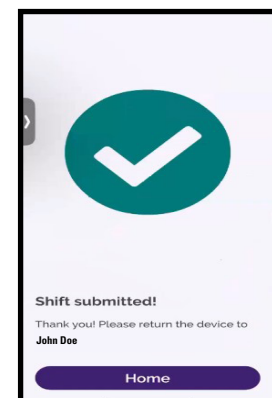 Shift submitted!
Thank you! Please return the device to
John Doe
Home